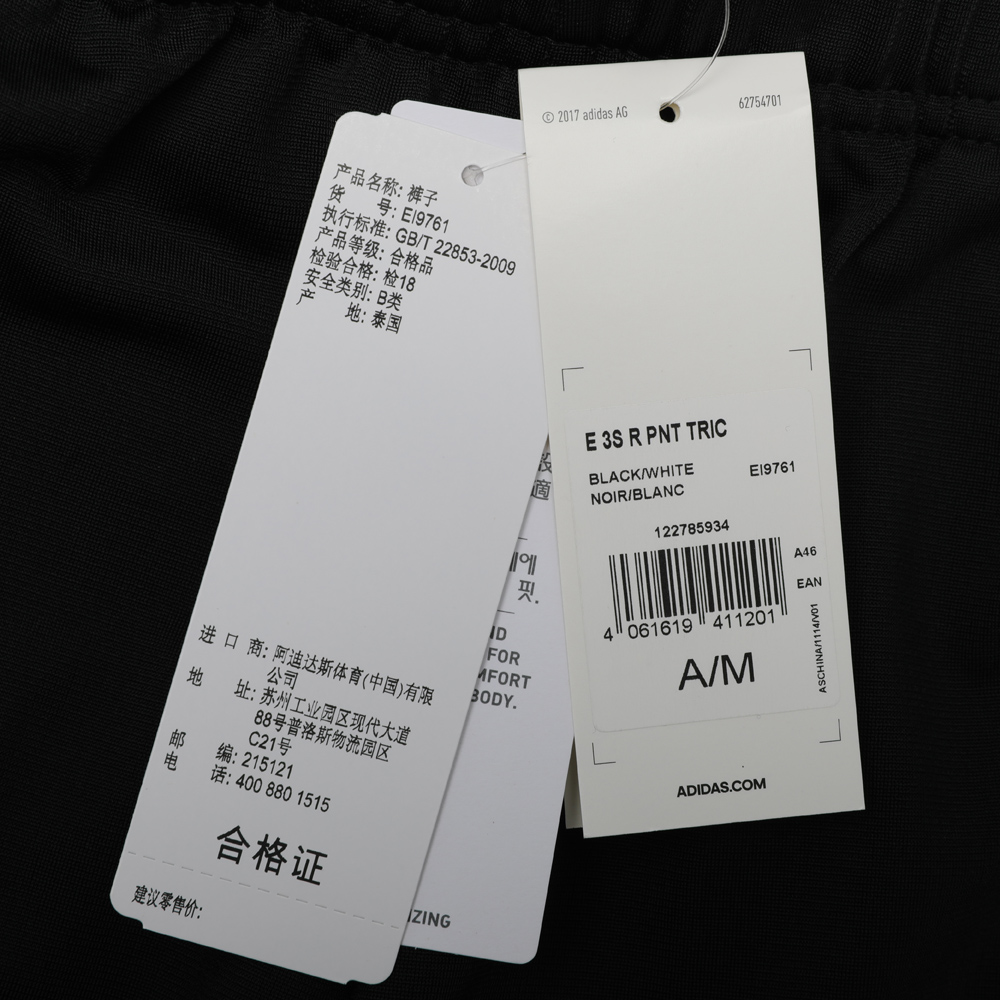 产品名称: 裤子
货 号: EI9761
执行标准: GB/T 22853-2009
产品等级: 合格品
检验合格: 检18
安全类别: B类
产 地: 泰国
进 口 商: 阿迪达斯体育(中国)有限
公司
地 址: 苏州工业园区现代大道
88号普洛斯物流园区
C21号
邮 编: 215121
电 话: 400 880 1515
合格证
建议零售价:
適
핏.
FOR
BODY.
© 2017 adidas AG
62754701
E 3S R PNT TRIC
BLACK/WHITE EI9761
NOIR/BLANC
122785934
A46
EAN
4 061619 411201
ASCHINA/1114/V01
A/M
ADIDAS.COM